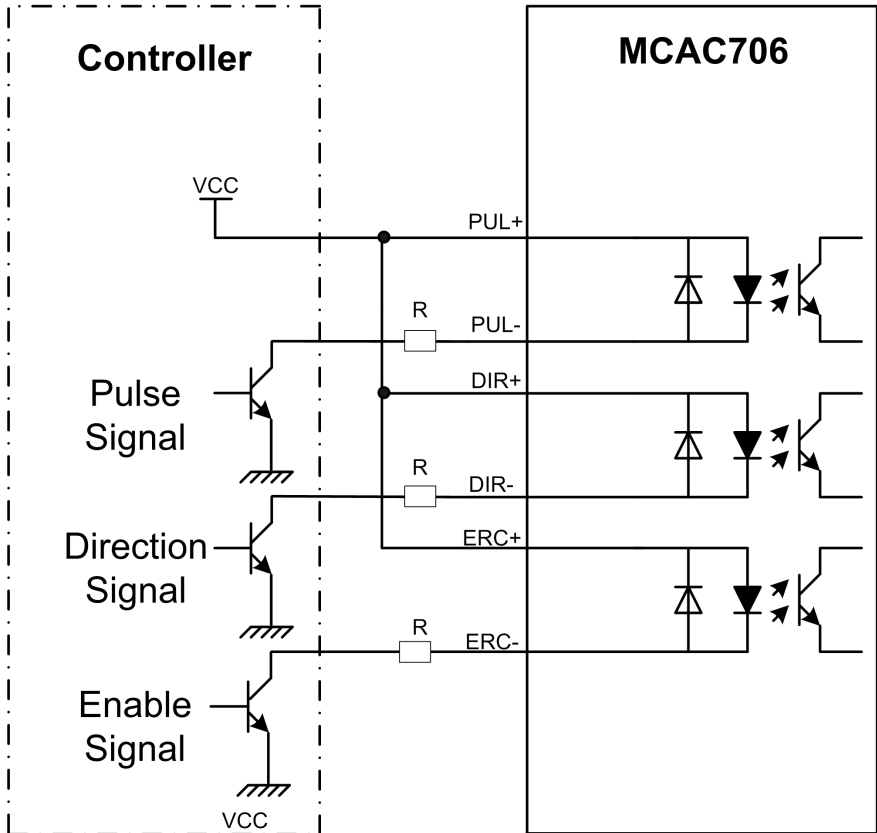 Controller
MCAC706
VCC
PUL+
R
PUL-
Pulse
Signal
DIR+
R
DIR-
Direction
Signal
ERC+
R
ERC-
Enable
Signal
VCC